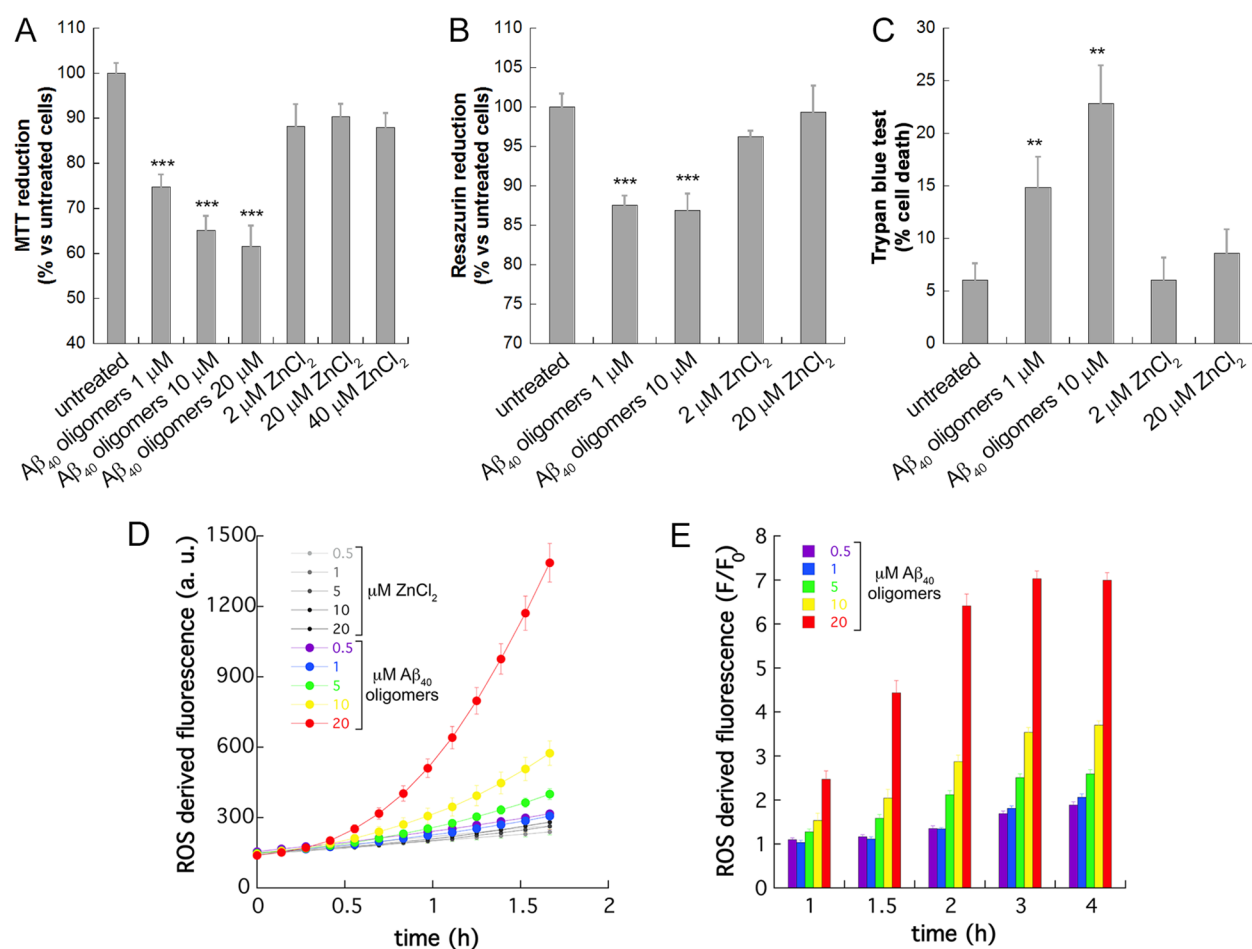 A
MTT reduction
(% vs untreated cells)
110
100
90
80
70
60
50
40
***
***
***
untreated
Aβ40 oligomers 1 μM
Aβ40 oligomers 10 μM
Aβ40 oligomers 20 μM
2 μM ZnCl2
20 μM ZnCl2
40 μM ZnCl2
B
Resazurin reduction
(% vs untreated cells)
110
105
100
95
90
85
80
75
70
***
***
untreated
Aβ40 oligomers 1 μM
Aβ40 oligomers 10 μM
2 μM ZnCl2
20 μM ZnCl2
C
Trypan blue test
(% cell death)
30
25
20
15
10
5
0
**
**
untreated
Aβ40 oligomers 1 μM
Aβ40 oligomers 10 μM
2 μM ZnCl2
20 μM ZnCl2
D
ROS derived fluorescence (a. u.)
1500
1200
900
600
300
0
0.5
1
5
10
20
μM ZnCl2
0.5
1
5
10
20
μM Aβ40
oligomers
0
0.5
1
1.5
2
time (h)
E
ROS derived fluorescence (F/F0)
8
7
6
5
4
3
2
1
0
0.5
1
5
10
20
μM Aβ40
oligomers
1
1.5
2
3
4
time (h)